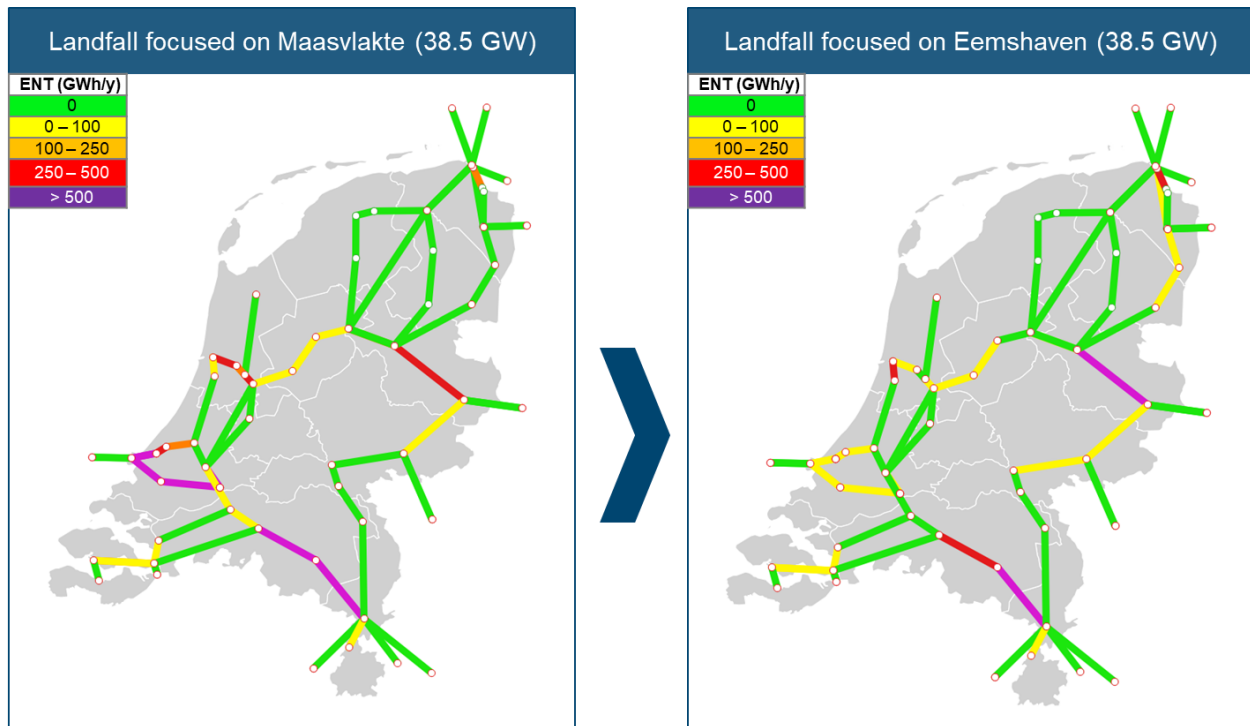 Landfall focused on Maasvlakte (38.5 GW)
ENT (GWh/y)
0
0 – 100
100 – 250
250 – 500
> 500
Landfall focused on Eemshaven (38.5 GW)
ENT (GWh/y)
0
0 – 100
100 – 250
250 – 500
> 500